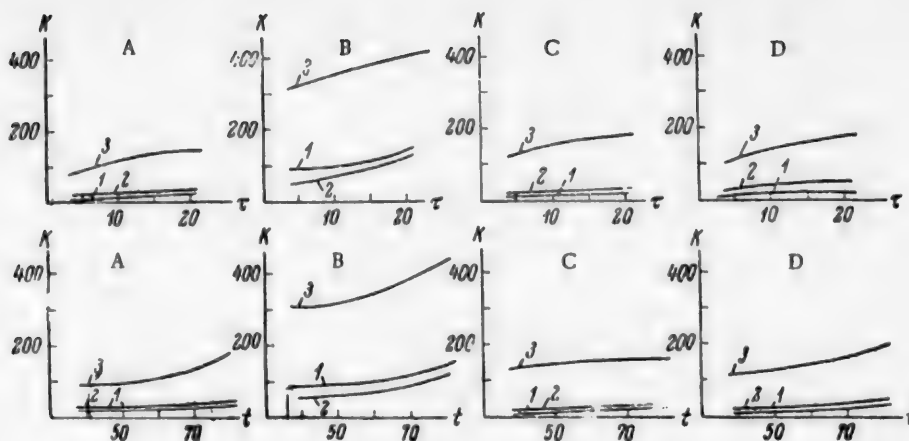 K A K B K C K D
400 400 400 400
3
3 3 3
200 200 200 200
1 2 1 2 2 1 2 1
10 20 τ 10 20 τ 10 20 τ 10 20 τ
K A K B K C K D
400 400 400 400
3
200 200 200 200
3 3 3
2 1 1 2 1 2 1
50 70 t 50 70 50 70 t 50 70